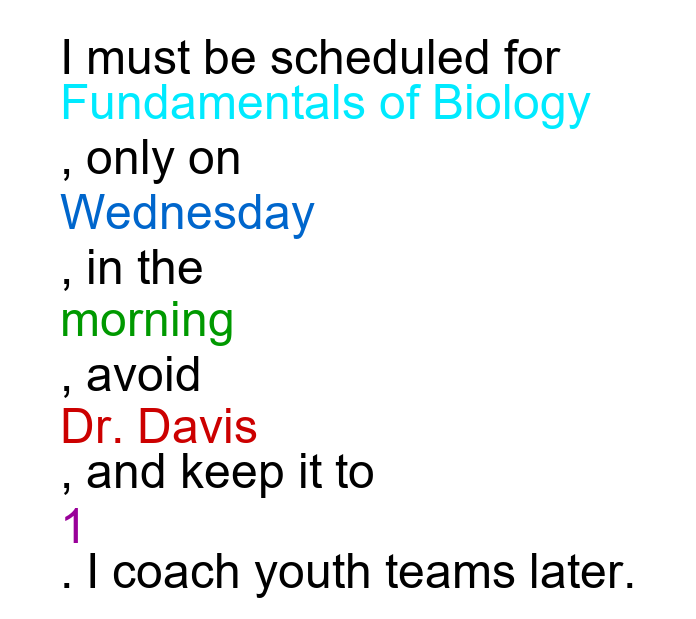 I must be scheduled for
Fundamentals of Biology
, only on
Wednesday
, in the
morning
, avoid
Dr. Davis
, and keep it to
1
. I coach youth teams later.